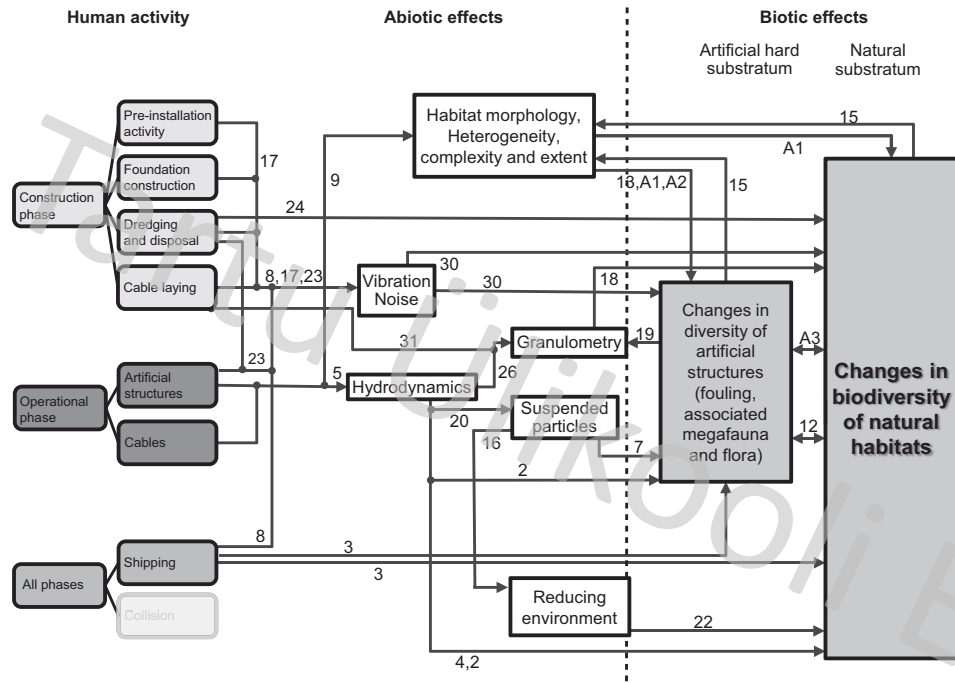 Human activity
Abiotic effects
Biotic effects
Artificial hard
substratum
Natural
substratum
Pre-installation
activity
Foundation
construction
Construction
phase
Dredging
and disposal
Cable laying
Habitat morphology,
Heterogeneity,
complexity and extent
15
A1
17
9
13,A1,A2
15
24
8,17,23
Vibration
Noise
30
30
18
31
Granulometry
19
Changes in
diversity of
artificial
structures
(fouling,
associated
megafauna
and flora)
A3
12
Changes in
biodiversity
of natural
habitats
23
5
Hydrodynamics
26
Operational
phase
Artificial
structures
Cables
20
16
Suspended
particles
7
2
8
3
3
All phases
Shipping
Collision
Reducing
environment
22
4,2
Tartu Ülikooli E